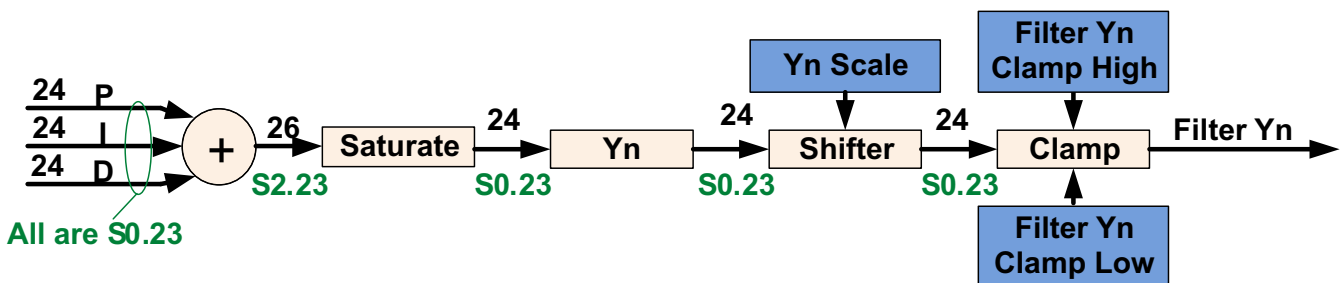 Filter Yn
Clamp High
Yn Scale
24 P
24 I
24 D
+
26
Saturate
24
Yn
24
Shifter
24
Clamp
Filter Yn
S2.23
S0.23
S0.23
S0.23
All are S0.23
Filter Yn
Clamp Low